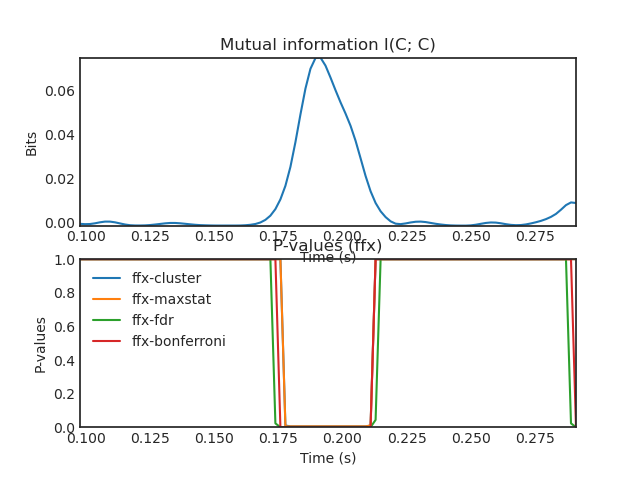 Mutual information I(C; C)
Bits
0.06
0.04
0.02
0.00
0.100 0.125 0.150 0.175 0.200 0.225 0.250 0.275
Time (s)
P-values (ffx)
P-values
1.0
0.8
0.6
0.4
0.2
0.0
ffx-cluster
ffx-maxstat
ffx-fdr
ffx-bonferroni
0.100 0.125 0.150 0.175 0.200 0.225 0.250 0.275
Time (s)